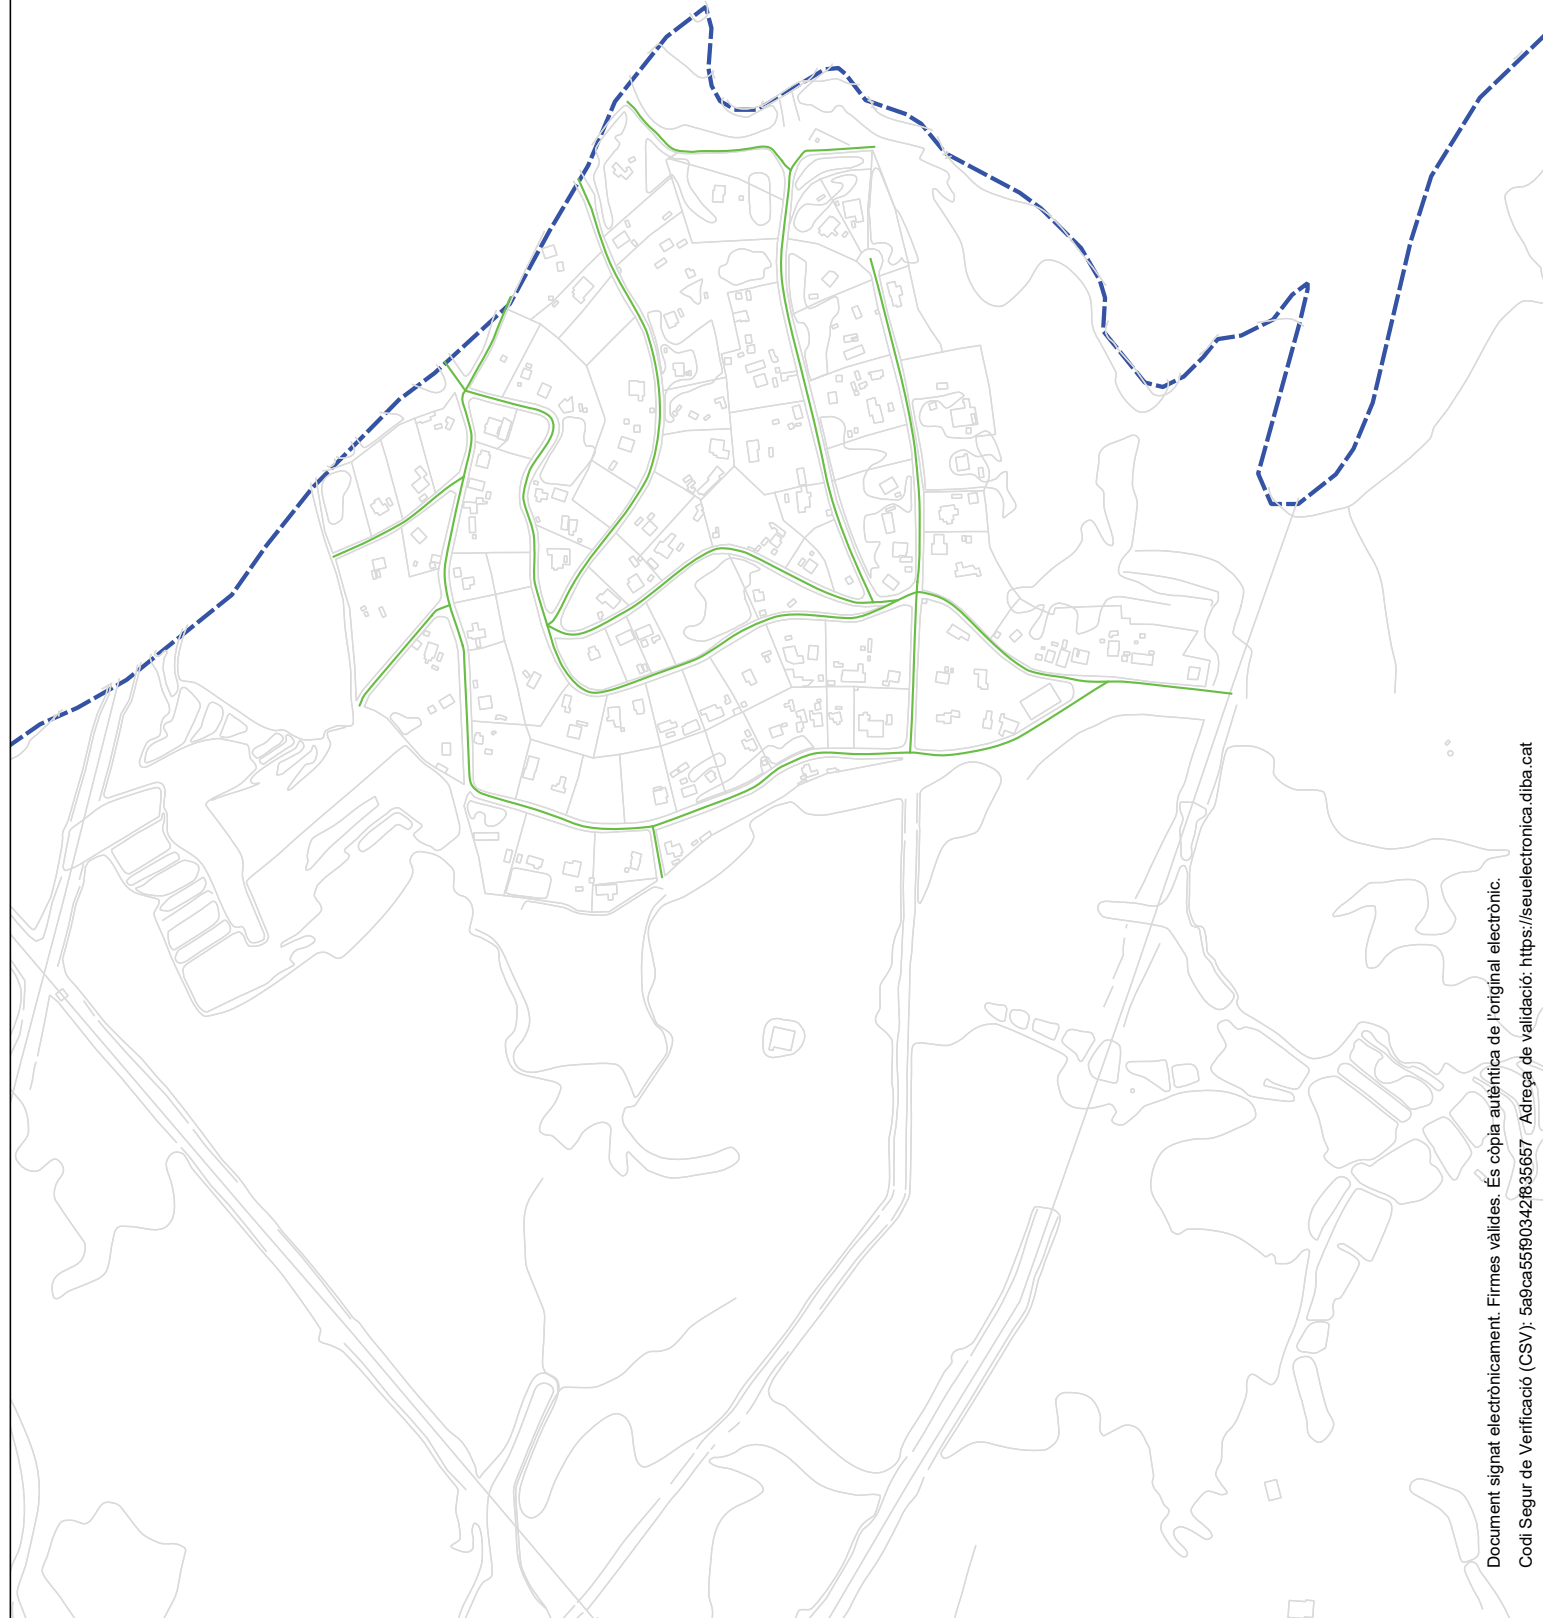 Document signat electrònicament. Firmes vàlides. És còpia autèntica de l'original electrònic.
Codi Segur de Verificació (CSV): 5a9ca55f90342f835657 Adreça de validació: https://seuelectronica.diba.cat